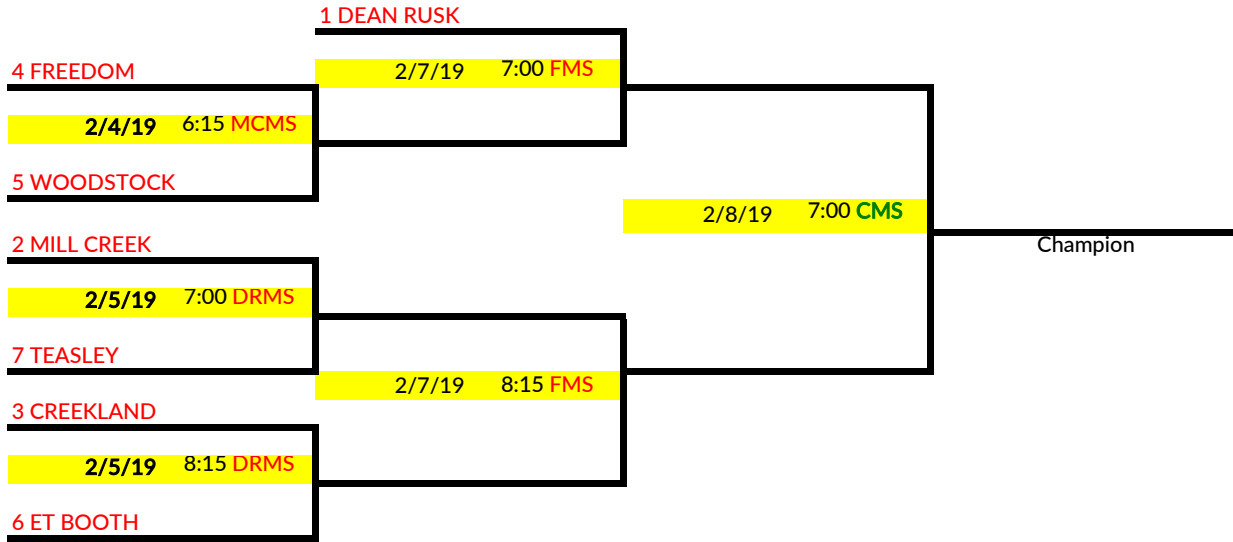 1 DEAN RUSK
2/7/19 7:00 FMS
4 FREEDOM
2/4/19 6:15 MCMS
5 WOODSTOCK
2/8/19 7:00 CMS
Champion
2 MILL CREEK
2/5/19 7:00 DRMS
7 TEASLEY
2/7/19 8:15 FMS
3 CREEKLAND
2/5/19 8:15 DRMS
6 ET BOOTH